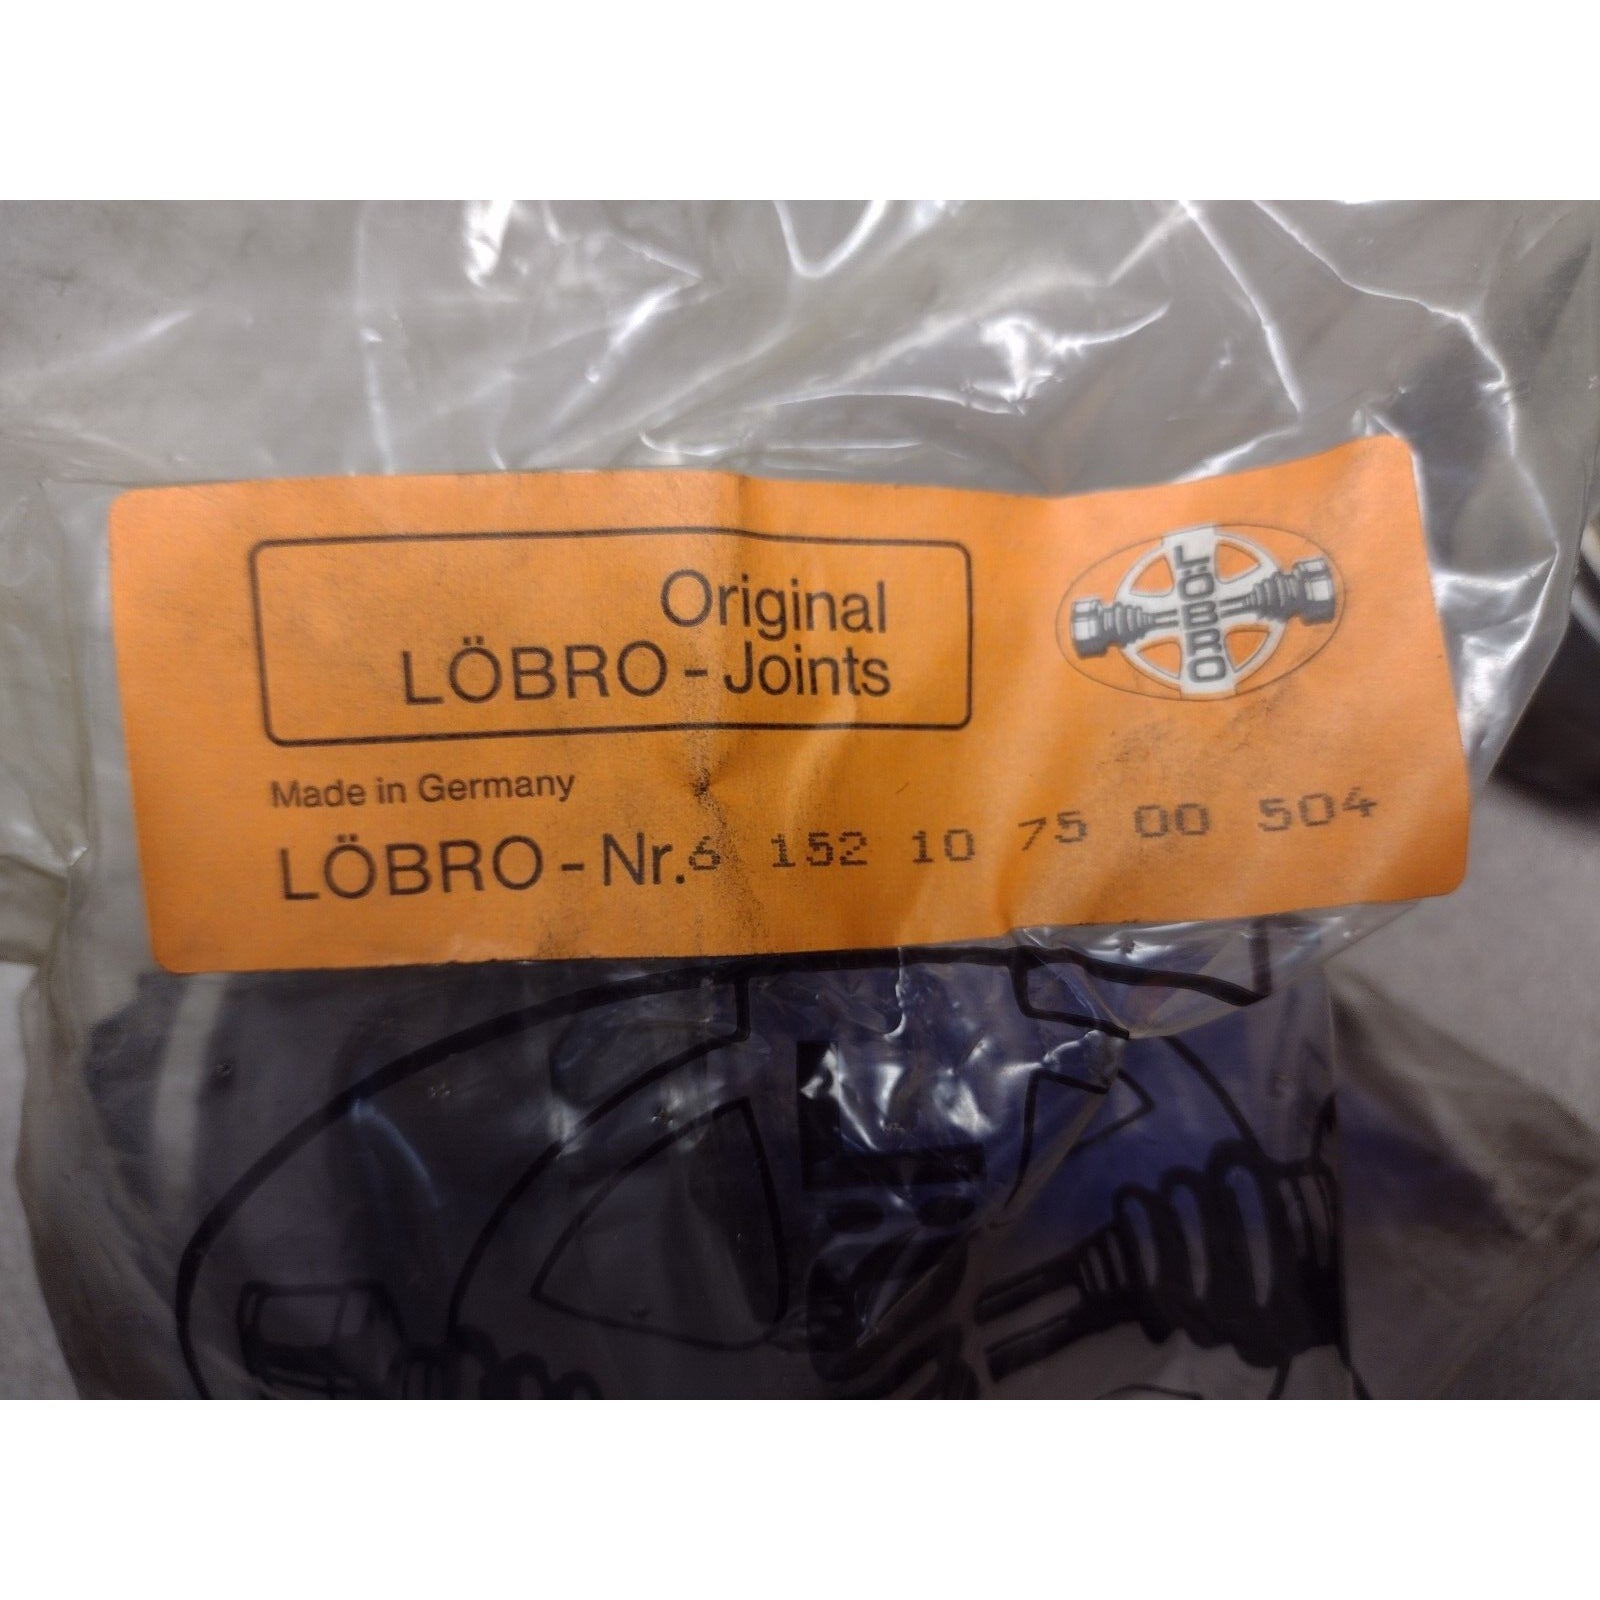 Original
LÖBRO - Joints
LÖBRO
Made in Germany
LÖBRO - Nr. 6 152 10 75 00 504